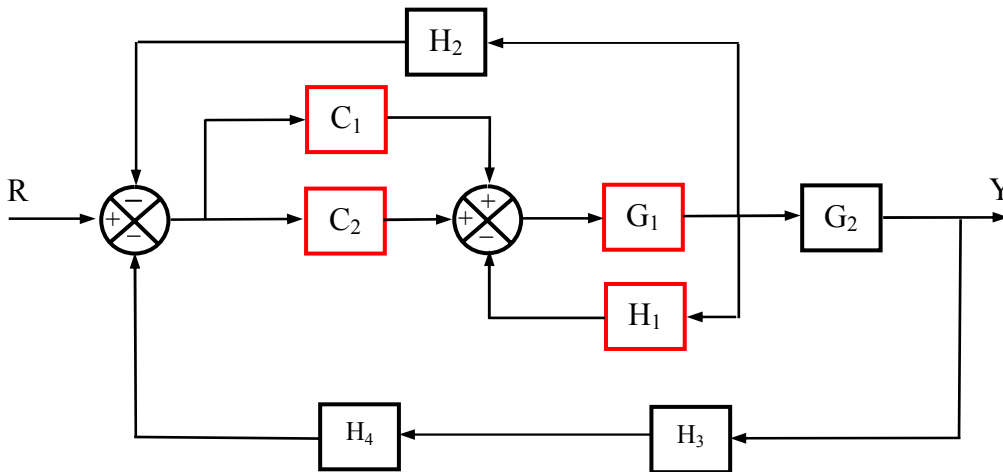 H₂
C₁
R
Y
−
+
−
C₂
+
+
−
G₁
G₂
H₁
H₄
H₃